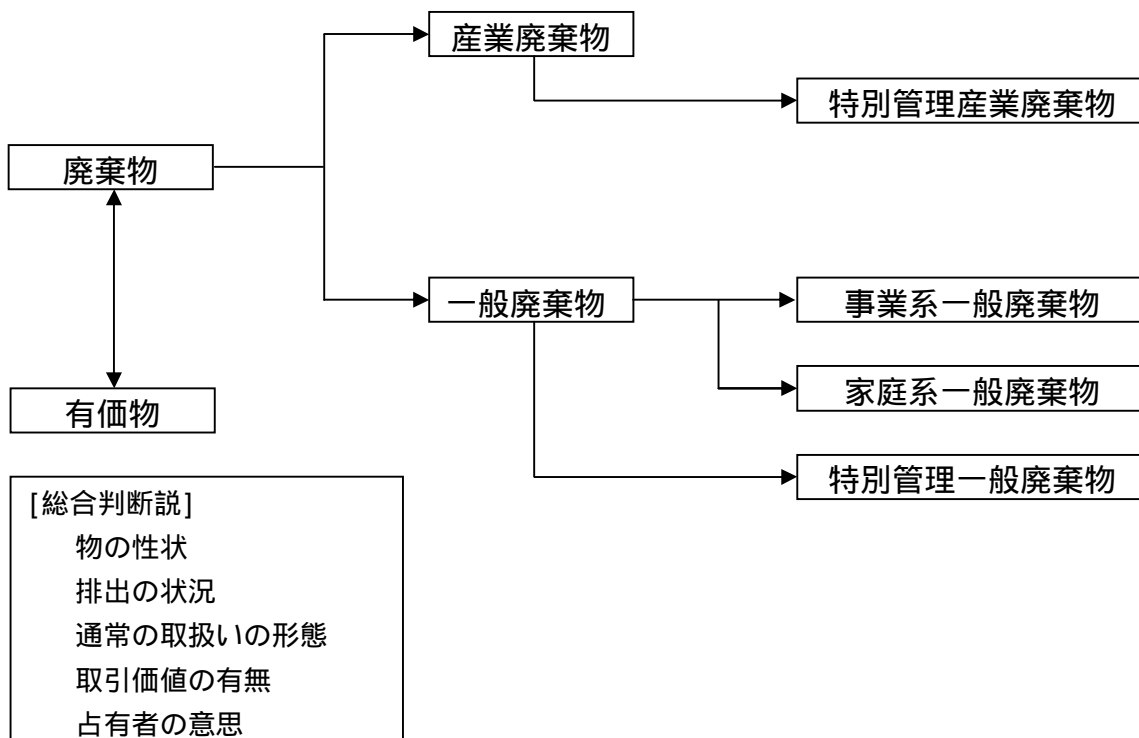 産業廃棄物
特別管理産業廃棄物
廃棄物
一般廃棄物
事業系一般廃棄物
家庭系一般廃棄物
有価物
特別管理一般廃棄物
[総合判断説]
物の性状
排出の状況
通常の取扱いの形態
取引価値の有無
占有者の意思